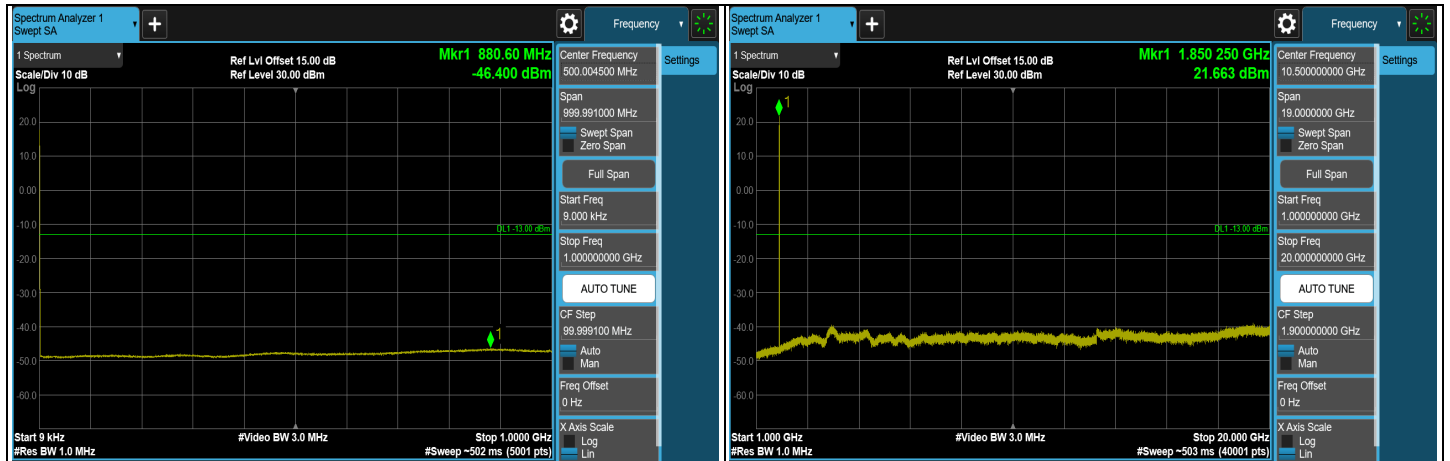 Spectrum Analyzer 1
Swept SA
+
Frequency
1 Spectrum
Scale/Div 10 dB
Log
Ref Lvl Offset 15.00 dB
Ref Level 30.00 dBm
Mkr1 880.60 MHz
-46.400 dBm
20.0
10.0
0.00
-10.0
-20.0
-30.0
-40.0
-50.0
-60.0
DL1 -13.00 dBm
1
Start 9 kHz
#Res BW 1.0 MHz
#Video BW 3.0 MHz
Stop 1.0000 GHz
#Sweep ~502 ms (5001 pts)
Center Frequency
500.004500 MHz
Span
999.991000 MHz
Swept Span
Zero Span
Full Span
Start Freq
9.000 kHz
Stop Freq
1.000000000 GHz
AUTO TUNE
CF Step
99.999100 MHz
Auto
Man
Freq Offset
0 Hz
X Axis Scale
Log
Lin
Settings
Spectrum Analyzer 1
Swept SA
+
Frequency
1 Spectrum
Scale/Div 10 dB
Log
Ref Lvl Offset 15.00 dB
Ref Level 30.00 dBm
Mkr1 1.850 250 GHz
21.663 dBm
1
20.0
10.0
0.00
-10.0
-20.0
-30.0
-40.0
-50.0
-60.0
DL1 -13.00 dBm
Start 1.000 GHz
#Res BW 1.0 MHz
#Video BW 3.0 MHz
Stop 20.000 GHz
#Sweep ~503 ms (40001 pts)
Center Frequency
10.500000000 GHz
Span
19.0000000 GHz
Swept Span
Zero Span
Full Span
Start Freq
1.000000000 GHz
Stop Freq
20.000000000 GHz
AUTO TUNE
CF Step
1.900000000 GHz
Auto
Man
Freq Offset
0 Hz
X Axis Scale
Log
Lin
Settings